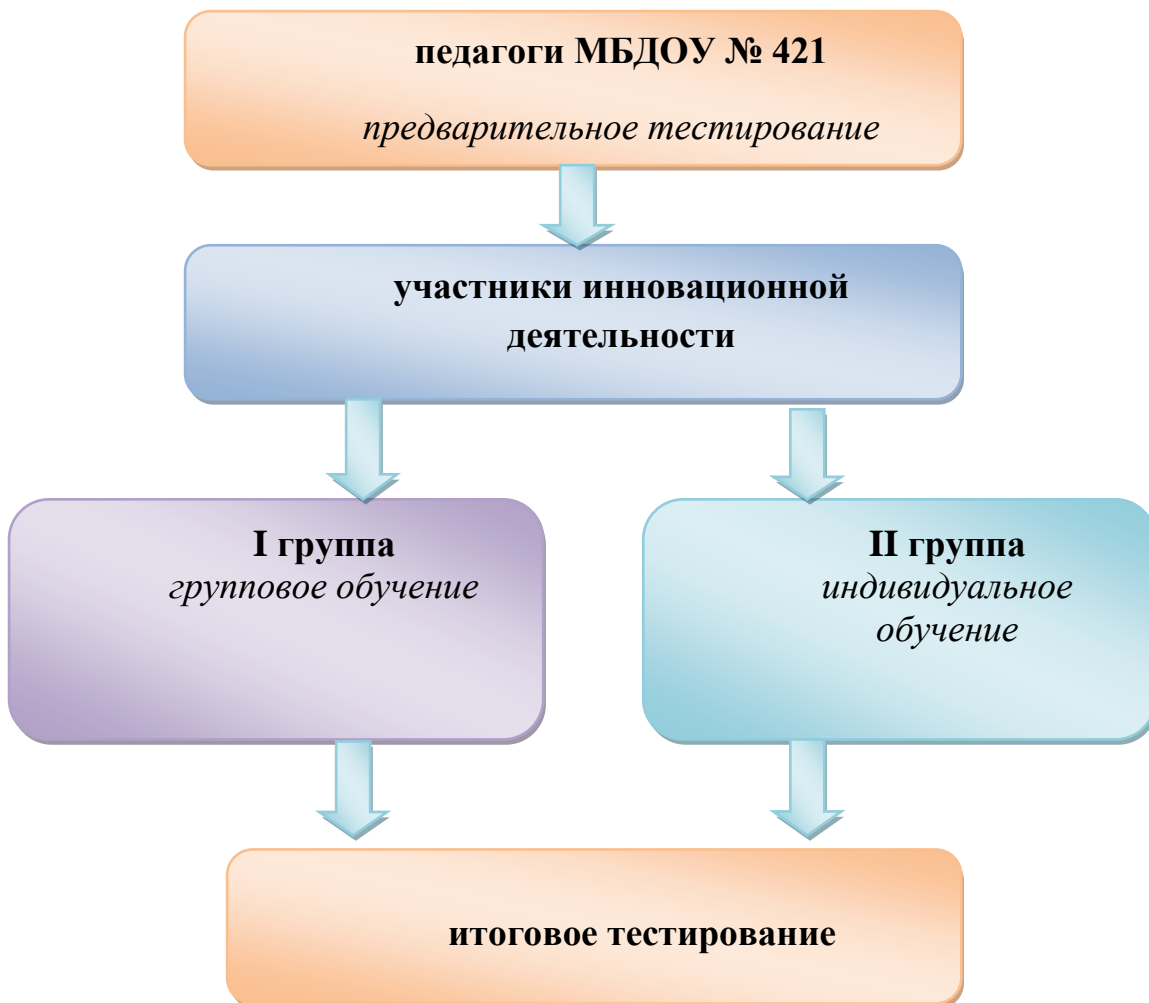 педагоги МБДОУ № 421
предварительное тестирование
участники инновационной
деятельности
I группа
групповое обучение
II группа
индивидуальное
обучение
итоговое тестирование